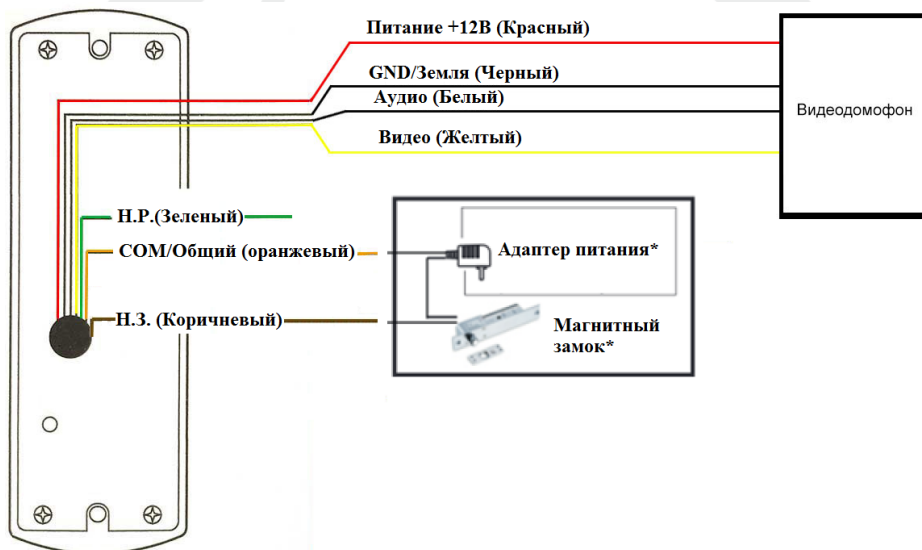 Питание +12В (Красный)
GND/Земля (Черный)
Аудио (Белый)
Видеодомофон
Видео (Желтый)
Н.Р.(Зеленый)
COM/Общий (оранжевый)
Адаптер питания*
Н.З. (Коричневый)
Магнитный
замок*